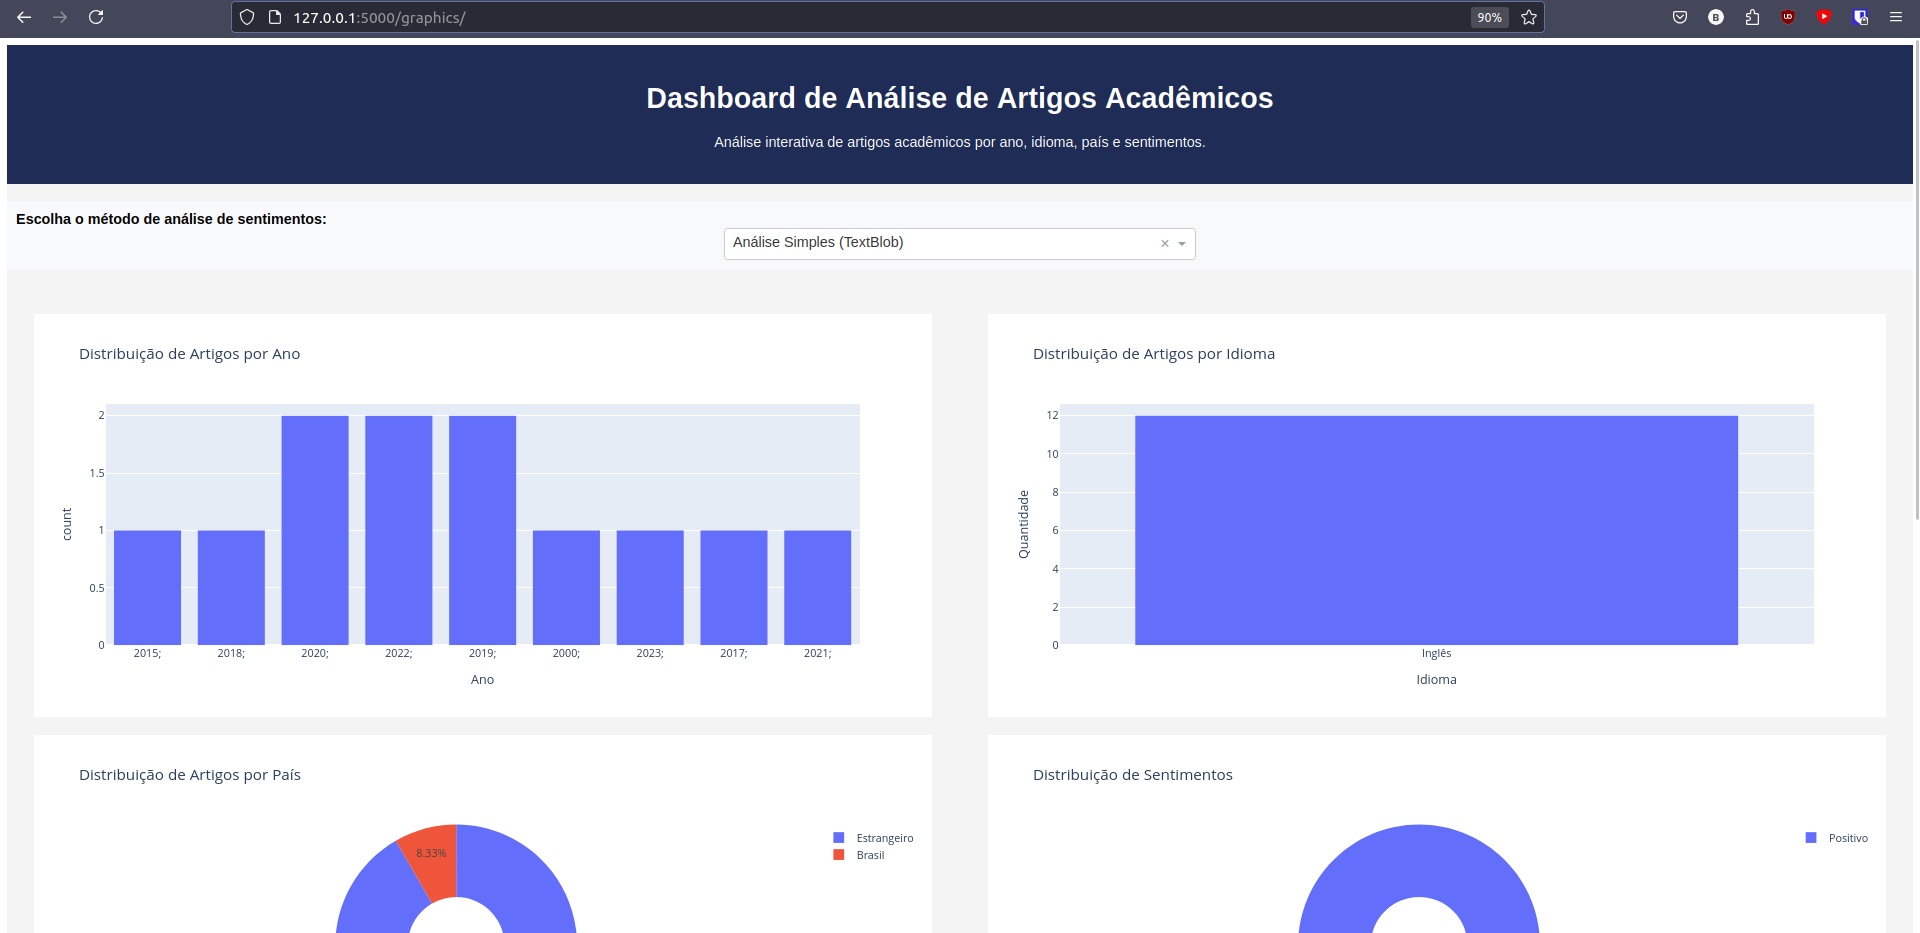 127.0.0.1:5000/graphics/
90%
Dashboard de Análise de Artigos Acadêmicos
Análise interativa de artigos acadêmicos por ano, idioma, país e sentimentos.
Escolha o método de análise de sentimentos:
Análise Simples (TextBlob)
Distribuição de Artigos por Ano
2
1.5
1
0.5
0
count
2015; 2018; 2020; 2022; 2019; 2000; 2023; 2017; 2021;
Ano
Distribuição de Artigos por Idioma
12
10
8
6
4
2
0
Quantidade
Inglês
Idioma
Distribuição de Artigos por País
8.33%
Estrangeiro
Brasil
Distribuição de Sentimentos
Positivo